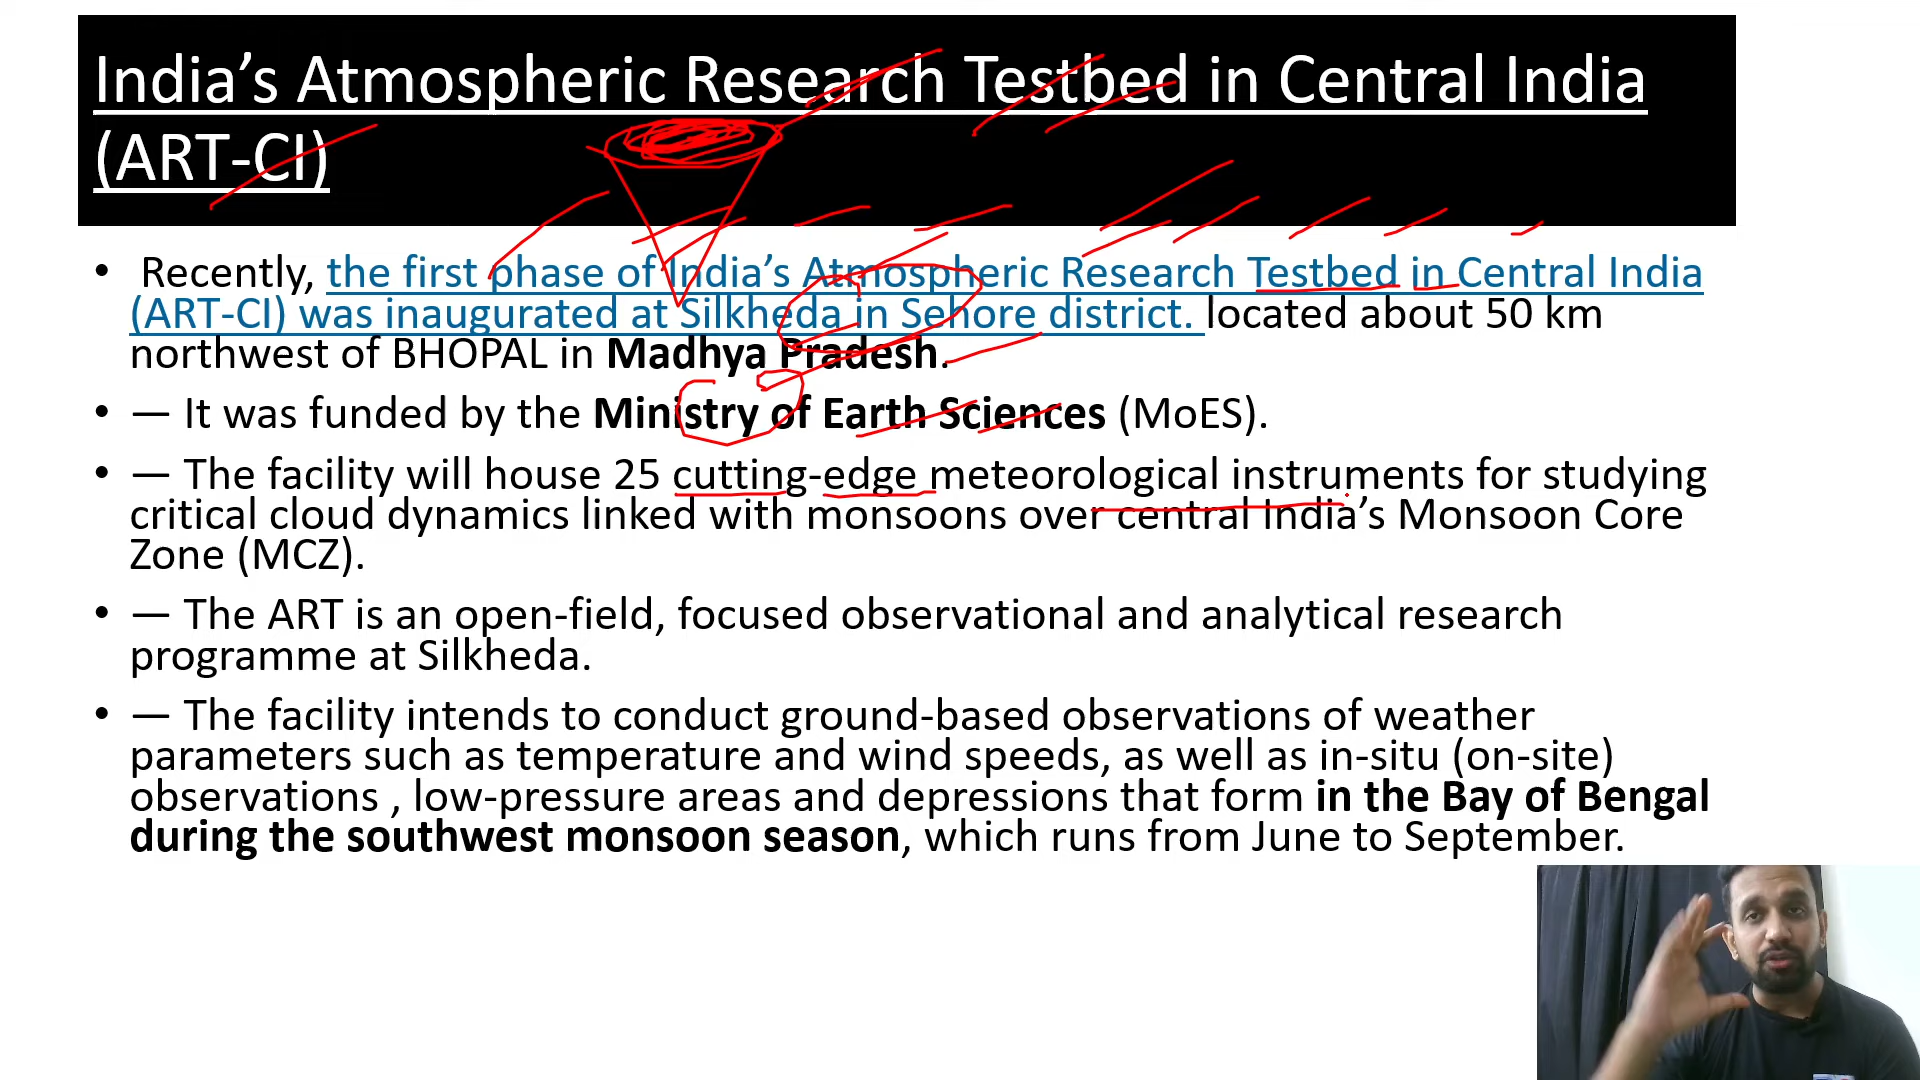 India’s Atmospheric Research Testbed in Central India
(ART-CI)
• Recently, the first phase of India’s Atmospheric Research Testbed in Central India
(ART-CI) was inaugurated at Silkheda in Sehore district. located about 50 km
northwest of BHOPAL in Madhya Pradesh.
• — It was funded by the Ministry of Earth Sciences (MoES).
• — The facility will house 25 cutting-edge meteorological instruments for studying
critical cloud dynamics linked with monsoons over central India’s Monsoon Core
Zone (MCZ).
• — The ART is an open-field, focused observational and analytical research
programme at Silkheda.
• — The facility intends to conduct ground-based observations of weather
parameters such as temperature and wind speeds, as well as in-situ (on-site)
observations , low-pressure areas and depressions that form in the Bay of Bengal
during the southwest monsoon season, which runs from June to September.